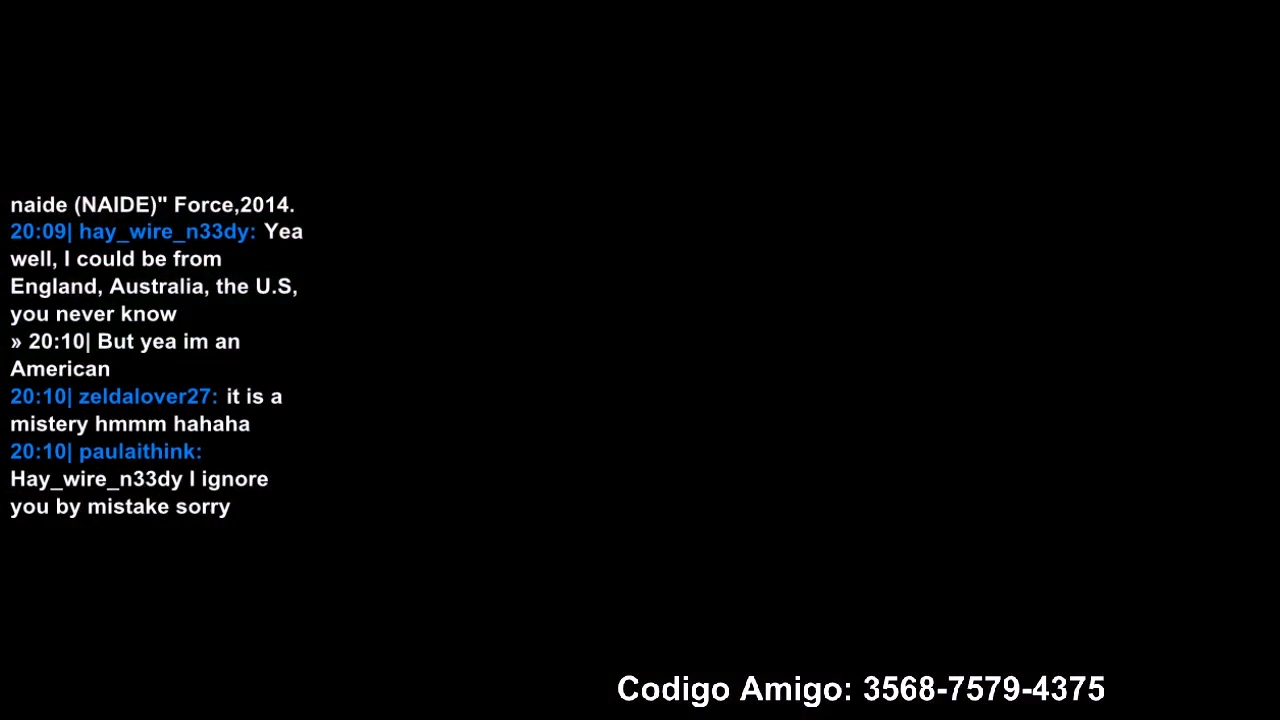 naide (NAIDE)" Force,2014.
20:09| hay_wire_n33dy: Yea
well, I could be from
England, Australia, the U.S,
you never know
» 20:10| But yea im an
American
20:10| zeldalover27: it is a
mistery hmmm hahaha
20:10| paulaithink:
Hay_wire_n33dy I ignore
you by mistake sorry
Codigo Amigo: 3568-7579-4375